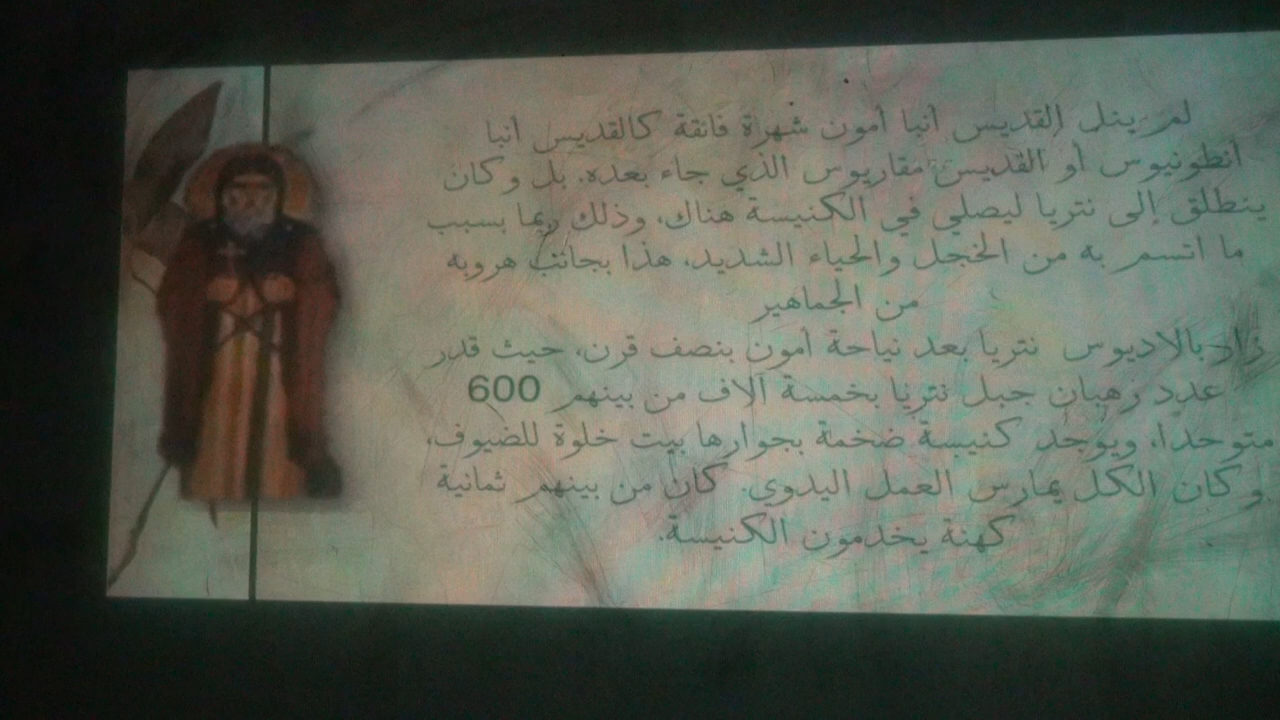 لم ينل القديس أنبا أمون شهرة فائقة كالقديس أنبا
أنطونيوس أو القديس مقاريوس الذي جاء بعده. بل وكان
ينطلق إلى نتريا ليصلي في الكنيسة هناك، وذلك ربما بسبب
ما اتسم به من الخجل والحياء الشديد، هذا بجانب هروبه
من الجماهير
زار بالاديوس نتريا بعد نياحة أمون بنصف قرن، حيث قدر
عدد رهبان جبل نتريا بخمسة آلاف من بينهم 600
متوحدا، ويوجد كنيسة ضخمة بجوارها بيت خلوة للضيوف،
وكان الكل يمارس العمل اليدوي. كان من بينهم ثمانية
كهنة يخدمون الكنيسة.